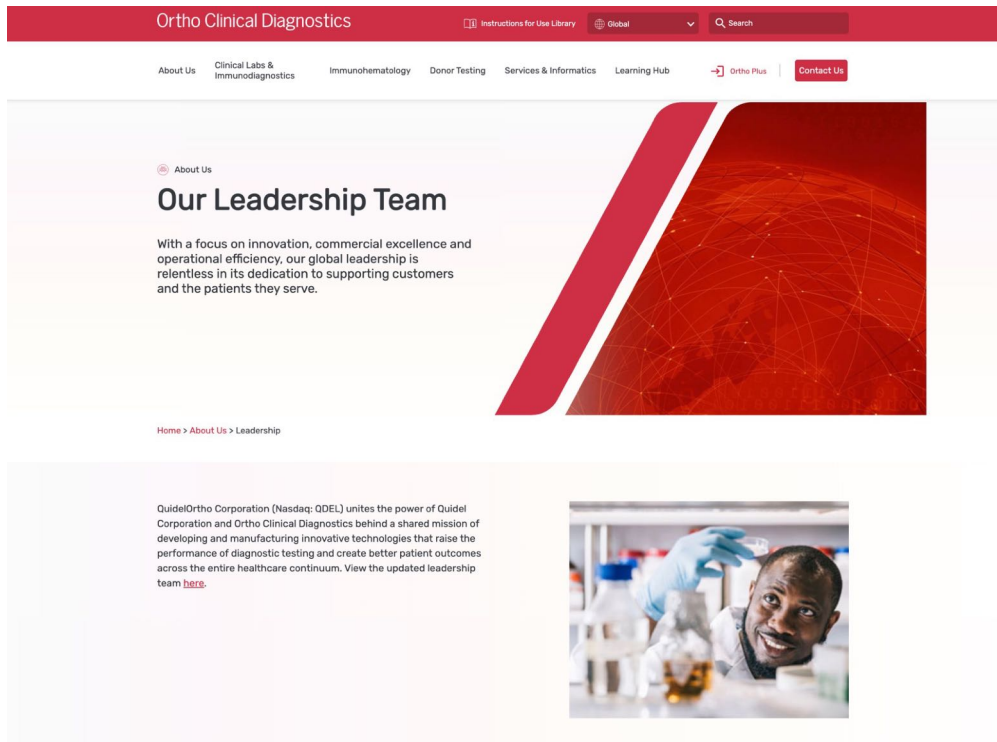 Ortho Clinical Diagnostics
Instructions for Use Library
Global
Search
About Us
Clinical Labs &
Immunodiagnostics
Immunohematology
Donor Testing
Services & Informatics
Learning Hub
Ortho Plus
Contact Us
About Us
Our Leadership Team
With a focus on innovation, commercial excellence and
operational efficiency, our global leadership is
relentless in its dedication to supporting customers
and the patients they serve.
Home > About Us > Leadership
QuidelOrtho Corporation (Nasdaq: QDEL) unites the power of Quidel
Corporation and Ortho Clinical Diagnostics behind a shared mission of
developing and manufacturing innovative technologies that raise the
performance of diagnostic testing and create better patient outcomes
across the entire healthcare continuum. View the updated leadership
team here.